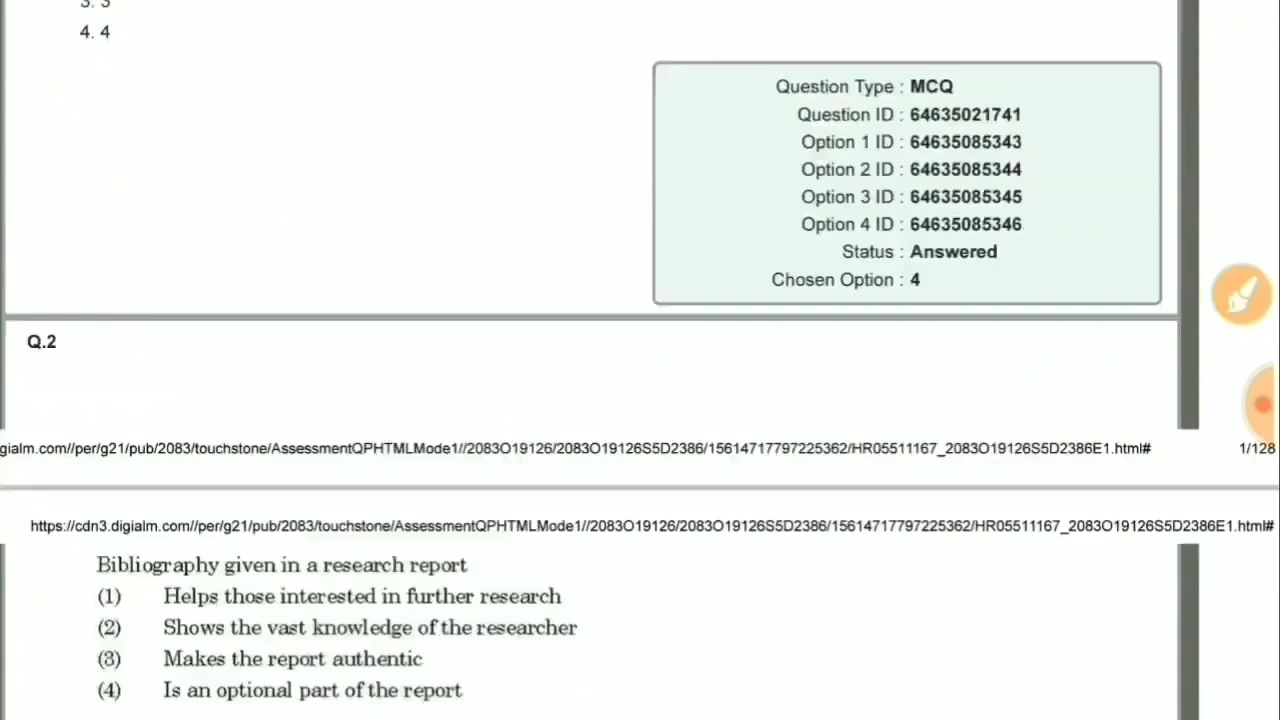 3. 3
4. 4
Question Type : MCQ
Question ID : 64635021741
Option 1 ID : 64635085343
Option 2 ID : 64635085344
Option 3 ID : 64635085345
Option 4 ID : 64635085346
Status : Answered
Chosen Option : 4
Q.2
gialm.com//per/g21/pub/2083/touchstone/AssessmentQPHTMLMode1//2083O19126/2083O19126S5D2386/15614717797225362/HR05511167_2083O19126S5D2386E1.html# 1/128
https://cdn3.digialm.com//per/g21/pub/2083/touchstone/AssessmentQPHTMLMode1//2083O19126/2083O19126S5D2386/15614717797225362/HR05511167_2083O19126S5D2386E1.html#
Bibliography given in a research report
(1) Helps those interested in further research
(2) Shows the vast knowledge of the researcher
(3) Makes the report authentic
(4) Is an optional part of the report